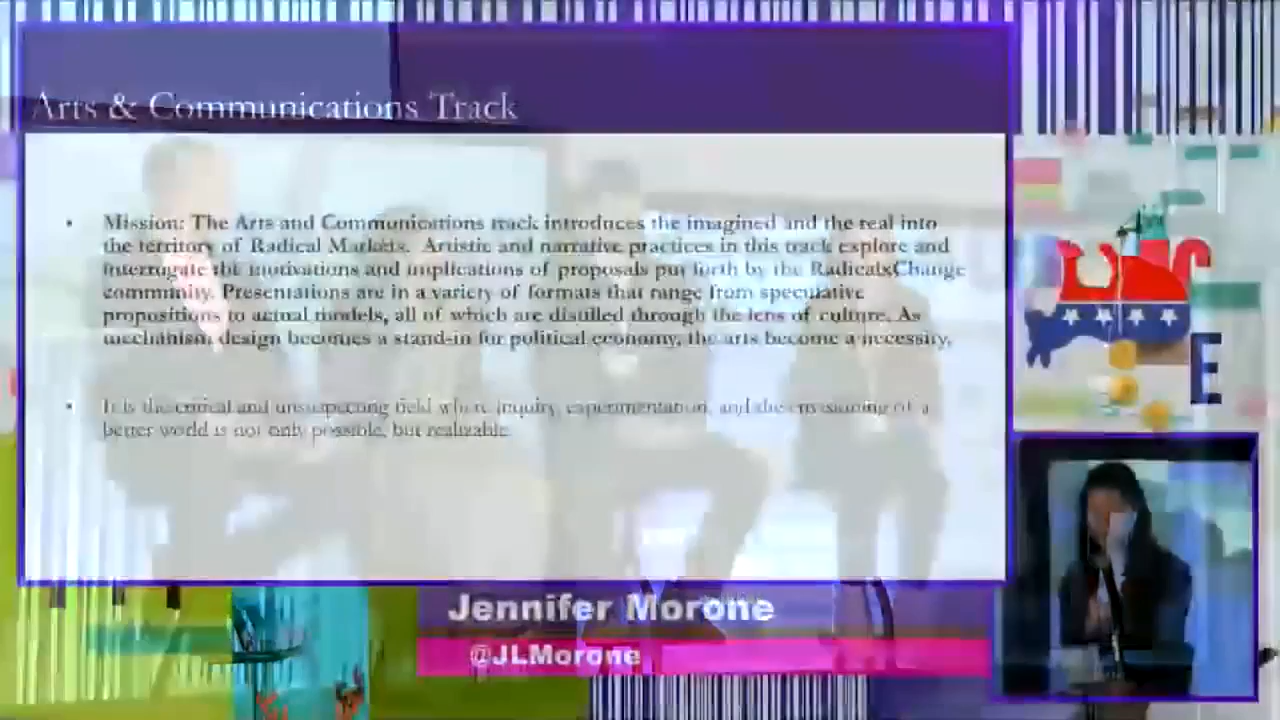 Arts & Communications Track
• Mission: The Arts and Communications track introduces the imagined and the real into
the territory of Radical Markets. Artistic and narrative practices in this track explore and
interrogate the motivations and implications of proposals put forth by the RadicalxChange
community. Presentations are in a variety of formats that range from speculative
propositions to actual models, all of which are distilled through the lens of culture. As
mechanism design becomes a stand-in for political economy, the arts become a necessity.
• It is the critical and unsuspecting field where inquiry, experimentation, and the envisioning of a
better world is not only possible, but realizable.
E
Jennifer Morone
@JLMorone